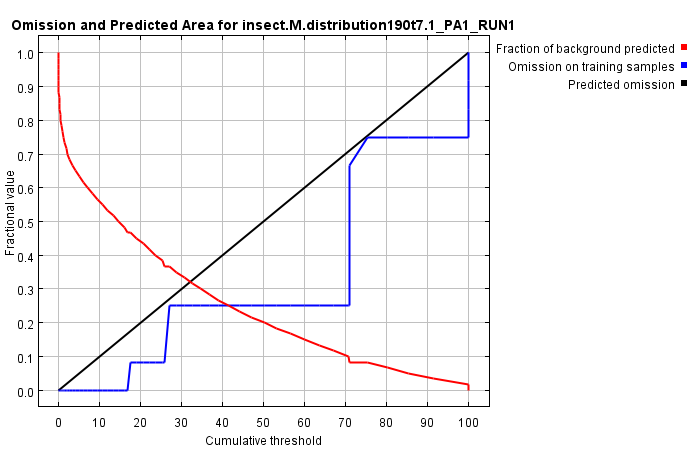 Omission and Predicted Area for insect.M.distribution190t7.1_PA1_RUN1
Fraction of background predicted
Omission on training samples
Predicted omission
1.0
0.9
0.8
0.7
0.6
0.5
0.4
0.3
0.2
0.1
0.0
Fractional value
0 10 20 30 40 50 60 70 80 90 100
Cumulative threshold